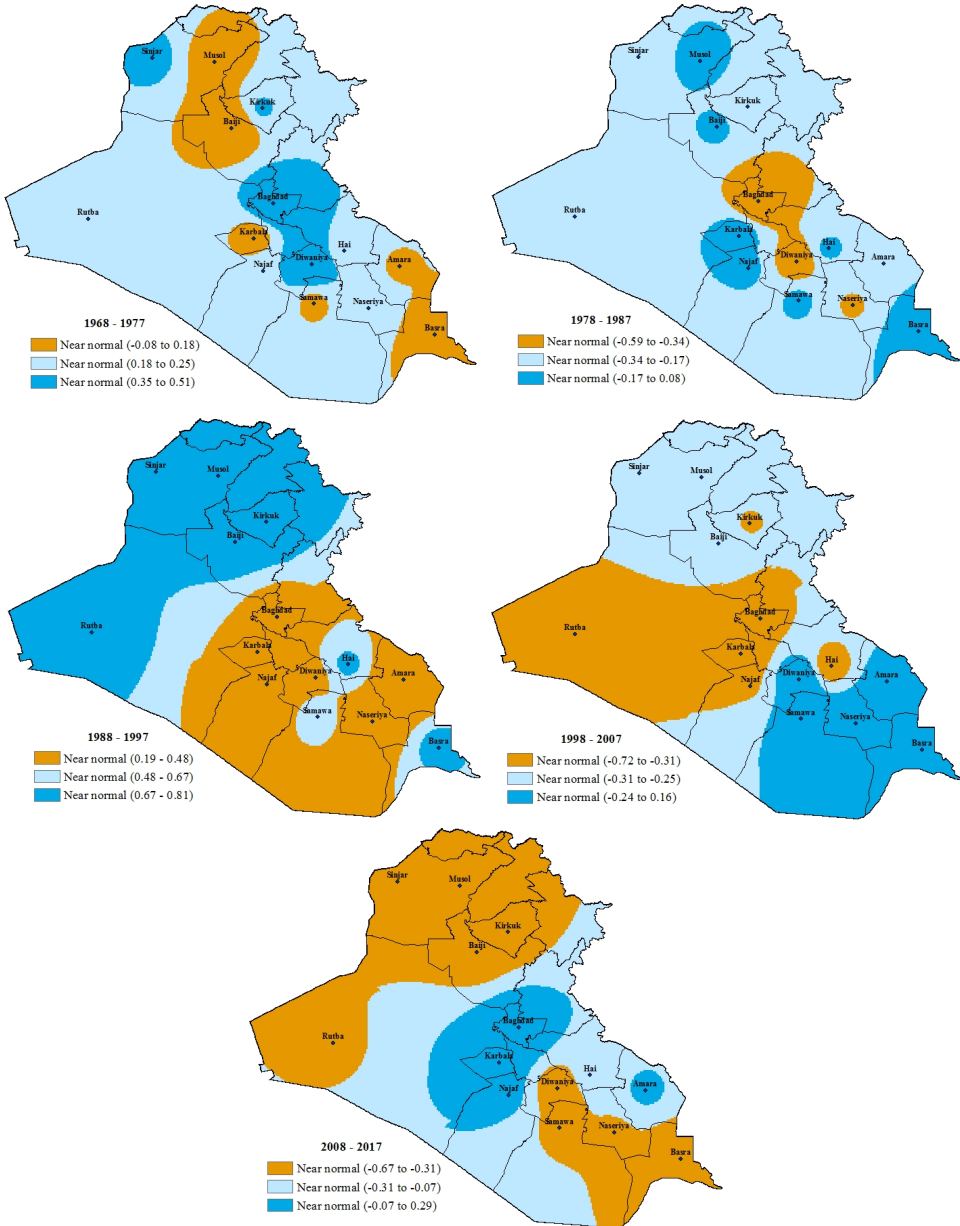 Sinjar
Musol
Kirkuk
Baiji
Baghdad
Rutba
Karbala
Hai
Najaf
Diwaniya
Amara
Samawa
Naseriya
Basra
1968 - 1977
Near normal (-0.08 to 0.18)
Near normal (0.18 to 0.25)
Near normal (0.35 to 0.51)
Sinjar
Musol
Kirkuk
Baiji
Baghdad
Rutba
Karbala
Hai
Najaf
Diwaniya
Amara
Samawa
Naseriya
Basra
1978 - 1987
Near normal (-0.59 to -0.34)
Near normal (-0.34 to -0.17)
Near normal (-0.17 to 0.08)
Sinjar
Musol
Kirkuk
Baiji
Baghdad
Rutba
Karbala
Hai
Najaf
Diwaniya
Amara
Samawa
Naseriya
Basra
1988 - 1997
Near normal (0.19 - 0.48)
Near normal (0.48 - 0.67)
Near normal (0.67 - 0.81)
Sinjar
Musol
Kirkuk
Baiji
Baghdad
Rutba
Karbala
Hai
Najaf
Diwaniya
Amara
Samawa
Naseriya
Basra
1998 - 2007
Near normal (-0.72 to -0.31)
Near normal (-0.31 to -0.25)
Near normal (-0.24 to 0.16)
Sinjar
Musol
Kirkuk
Baiji
Baghdad
Rutba
Karbala
Hai
Najaf
Diwaniya
Amara
Samawa
Naseriya
Basra
2008 - 2017
Near normal (-0.67 to -0.31)
Near normal (-0.31 to -0.07)
Near normal (-0.07 to 0.29)